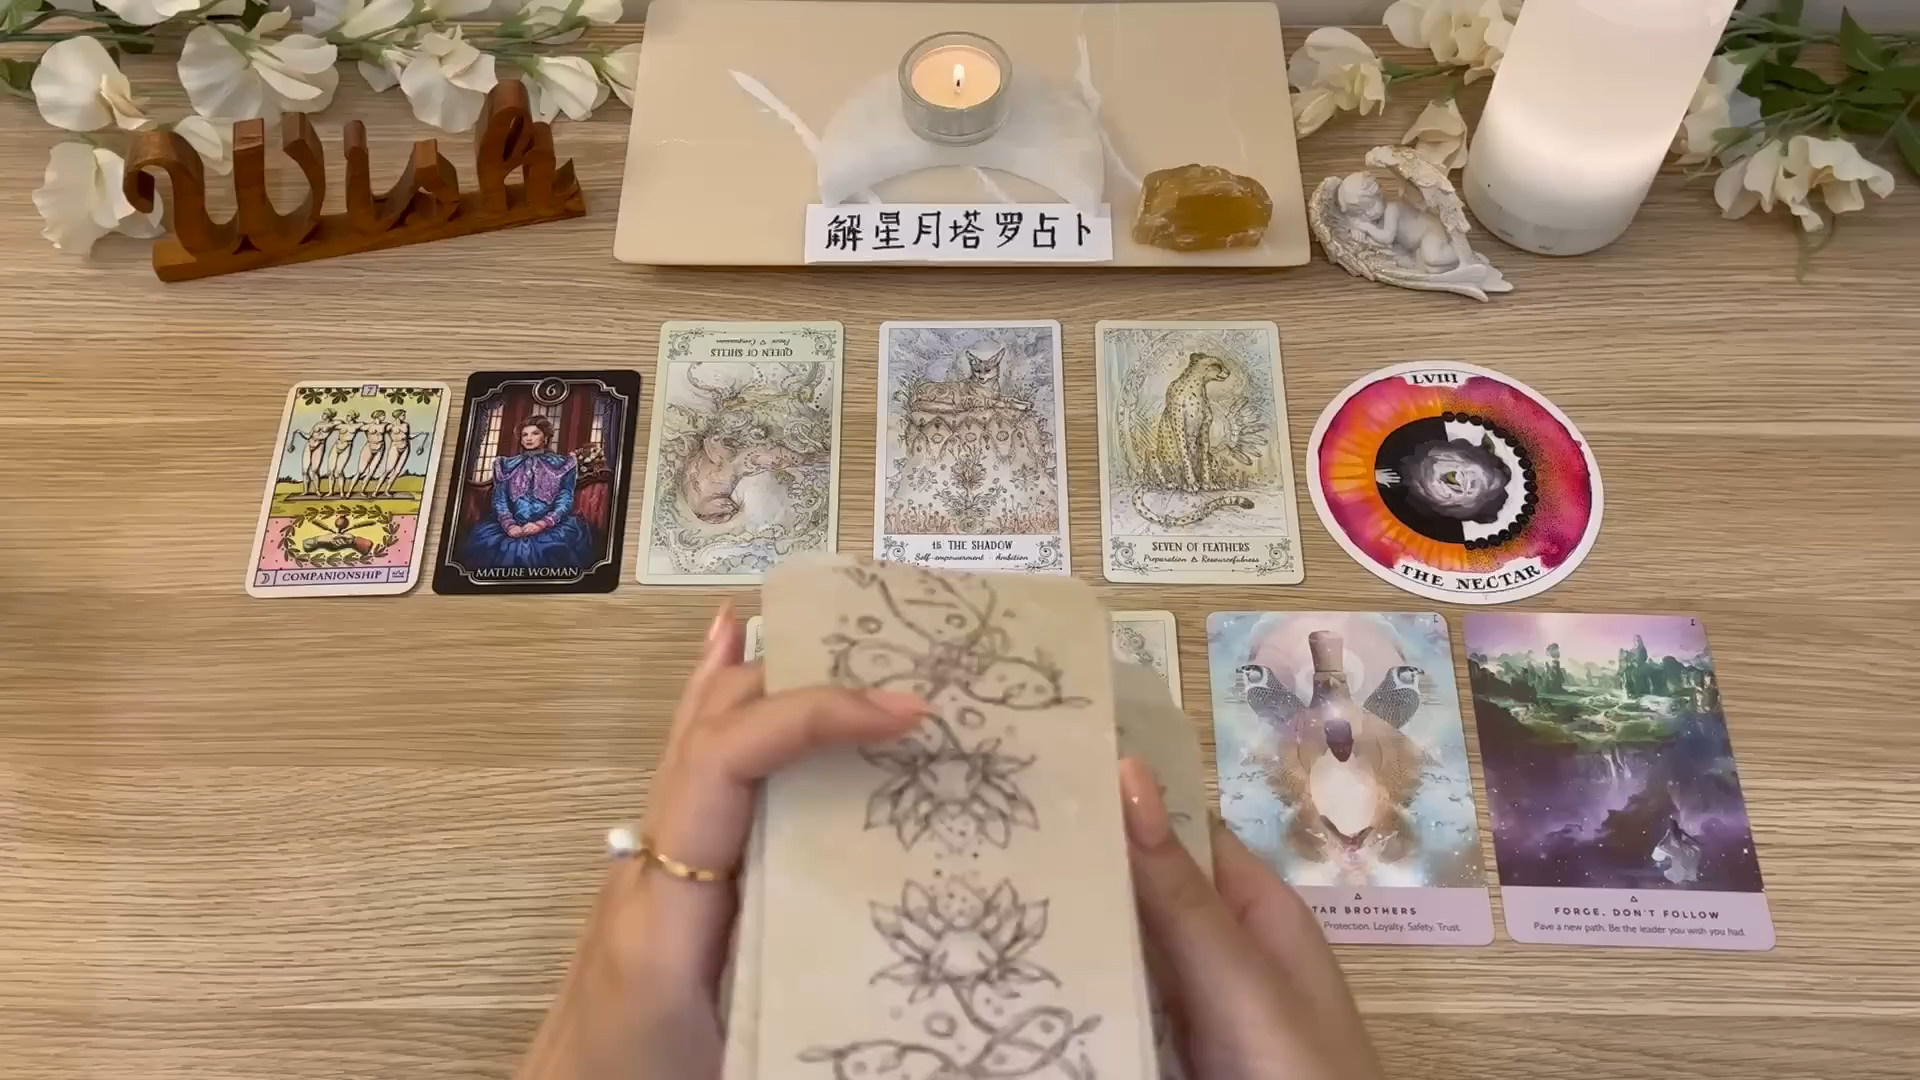 Wish
解星月塔罗占卜
7
COMPANIONSHIP
6
MATURE WOMAN
QUEEN OF SHELLS
Peace & Compassion
15 THE SHADOW
Self-empowerment · Ambition
SEVEN OF FEATHERS
Preparation & Resourcefulness
LVIII
THE NECTAR
TAR BROTHERS
Protection. Loyalty. Safety. Trust.
FORGE, DON'T FOLLOW
Pave a new path. Be the leader you wish you had.